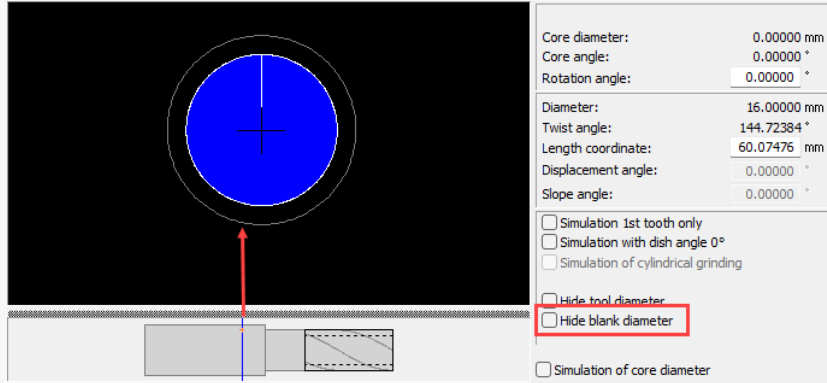 Core diameter: 0.00000 mm
Core angle: 0.00000 °
Rotation angle: 0.00000 °
Diameter: 16.00000 mm
Twist angle: 144.72384 °
Length coordinate: 60.07476 mm
Displacement angle: 0.00000 °
Slope angle: 0.00000 °
Simulation 1st tooth only
Simulation with dish angle 0°
Simulation of cylindrical grinding
Hide tool diameter
Hide blank diameter
Simulation of core diameter